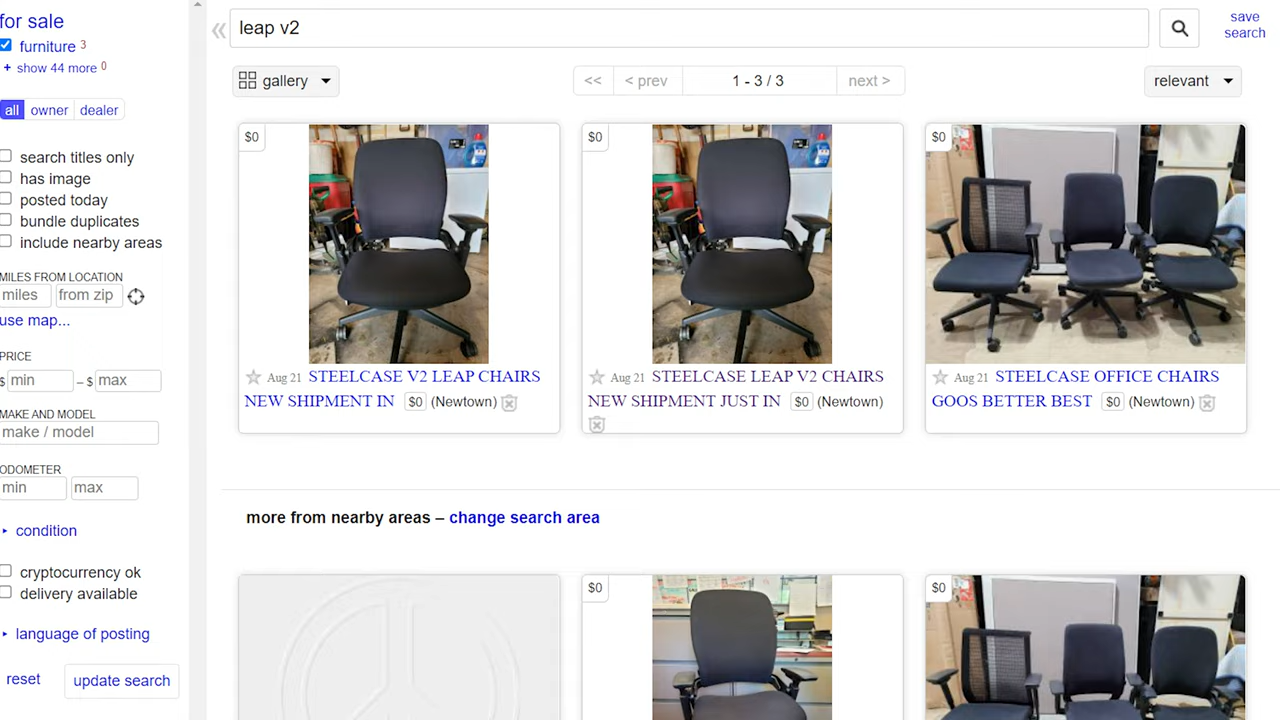 for sale
furniture 3
+ show 44 more 0
all owner dealer
search titles only
has image
posted today
bundle duplicates
include nearby areas
MILES FROM LOCATION
miles from zip
use map...
PRICE
$ min – $ max
MAKE AND MODEL
make / model
ODOMETER
min max
condition
cryptocurrency ok
delivery available
language of posting
reset update search
«
leap v2
save
search
gallery
<< < prev 1 - 3 / 3 next >
relevant
$0
Aug 21 STEELCASE V2 LEAP CHAIRS
NEW SHIPMENT IN $0 (Newtown)
$0
Aug 21 STEELCASE LEAP V2 CHAIRS
NEW SHIPMENT JUST IN $0 (Newtown)
$0
Aug 21 STEELCASE OFFICE CHAIRS
GOOS BETTER BEST $0 (Newtown)
more from nearby areas – change search area
$0
$0